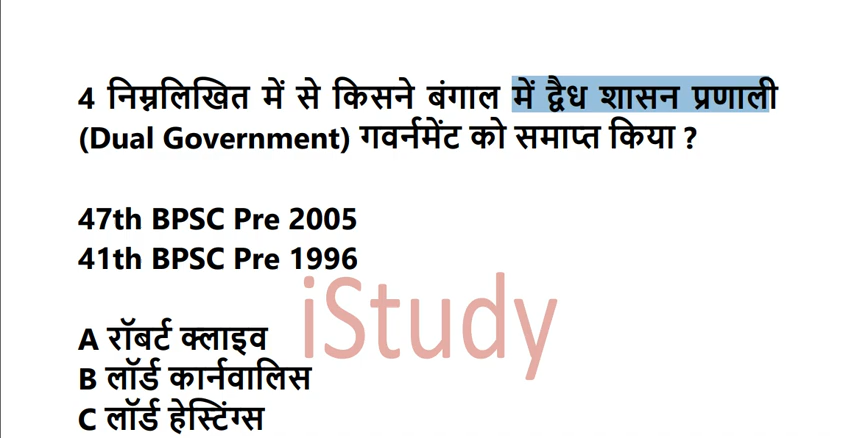 4 निम्नलिखित में से किसने बंगाल में द्वैध शासन प्रणाली
(Dual Government) गवर्नमेंट को समाप्त किया ?
47th BPSC Pre 2005
41th BPSC Pre 1996
iStudy
A रॉबर्ट क्लाइव
B लॉर्ड कार्नवालिस
C लॉर्ड हेस्टिंग्स